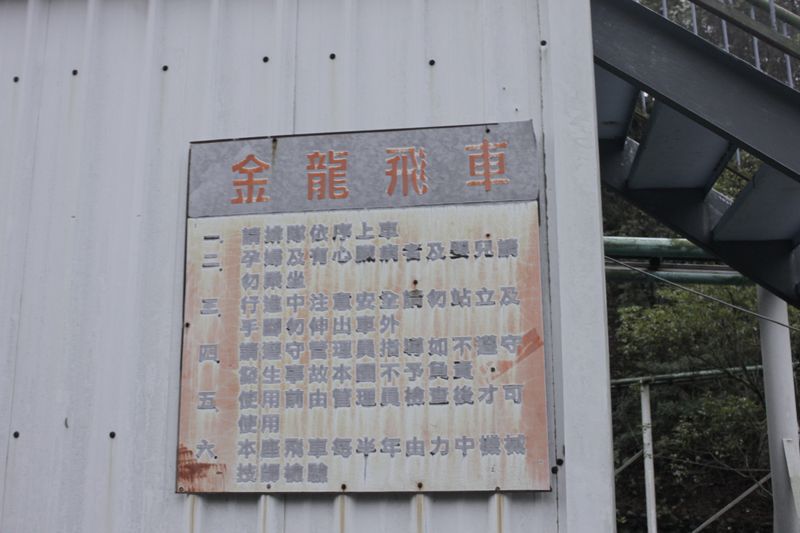 金龍飛車
一. 請排隊依序上車
二. 孕婦及有心臟病者及嬰兒請
勿乘坐
三. 行進中注意安全請勿站立及
手腳勿伸出車外
四. 請遵守管理員指導如不遵守
發生事故本園不予負責
五. 使用前由管理員檢查後才可
使用
六. 本座飛車每半年由力中機械
技師檢驗